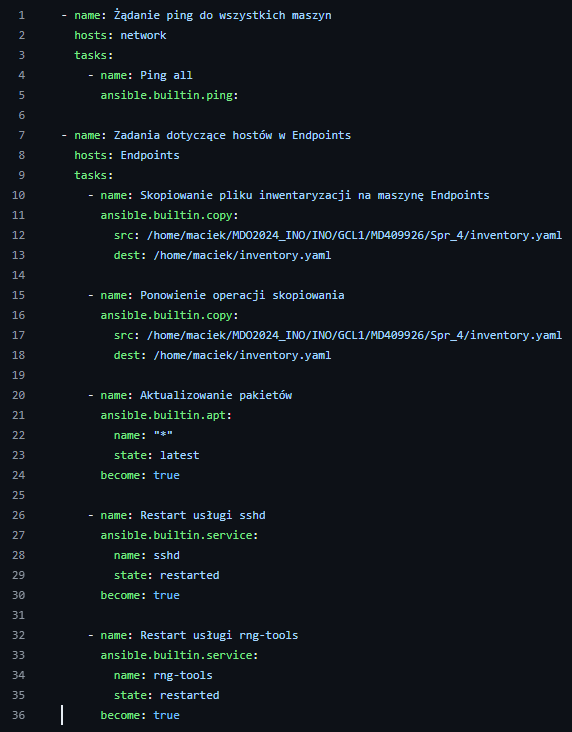 1 - name: Żądanie ping do wszystkich maszyn
2 hosts: network
3 tasks:
4 - name: Ping all
5 ansible.builtin.ping:
6
7 - name: Zadania dotyczące hostów w Endpoints
8 hosts: Endpoints
9 tasks:
10 - name: Skopiowanie pliku inwentaryzacji na maszynę Endpoints
11 ansible.builtin.copy:
12 src: /home/maciek/MDO2024_INO/INO/GCL1/MD409926/Spr_4/inventory.yaml
13 dest: /home/maciek/inventory.yaml
14
15 - name: Ponowienie operacji skopiowania
16 ansible.builtin.copy:
17 src: /home/maciek/MDO2024_INO/INO/GCL1/MD409926/Spr_4/inventory.yaml
18 dest: /home/maciek/inventory.yaml
19
20 - name: Aktualizowanie pakietów
21 ansible.builtin.apt:
22 name: "*"
23 state: latest
24 become: true
25
26 - name: Restart usługi sshd
27 ansible.builtin.service:
28 name: sshd
29 state: restarted
30 become: true
31
32 - name: Restart usługi rng-tools
33 ansible.builtin.service:
34 name: rng-tools
35 state: restarted
36 become: true